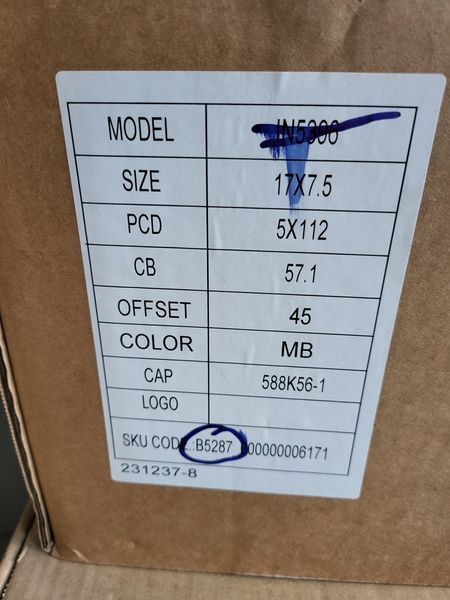 MODEL IN5306
SIZE 17X7.5
PCD 5X112
CB 57.1
OFFSET 45
COLOR MB
CAP 588K56-1
LOGO
SKU CODE.:B5287 00000006171
231237-8